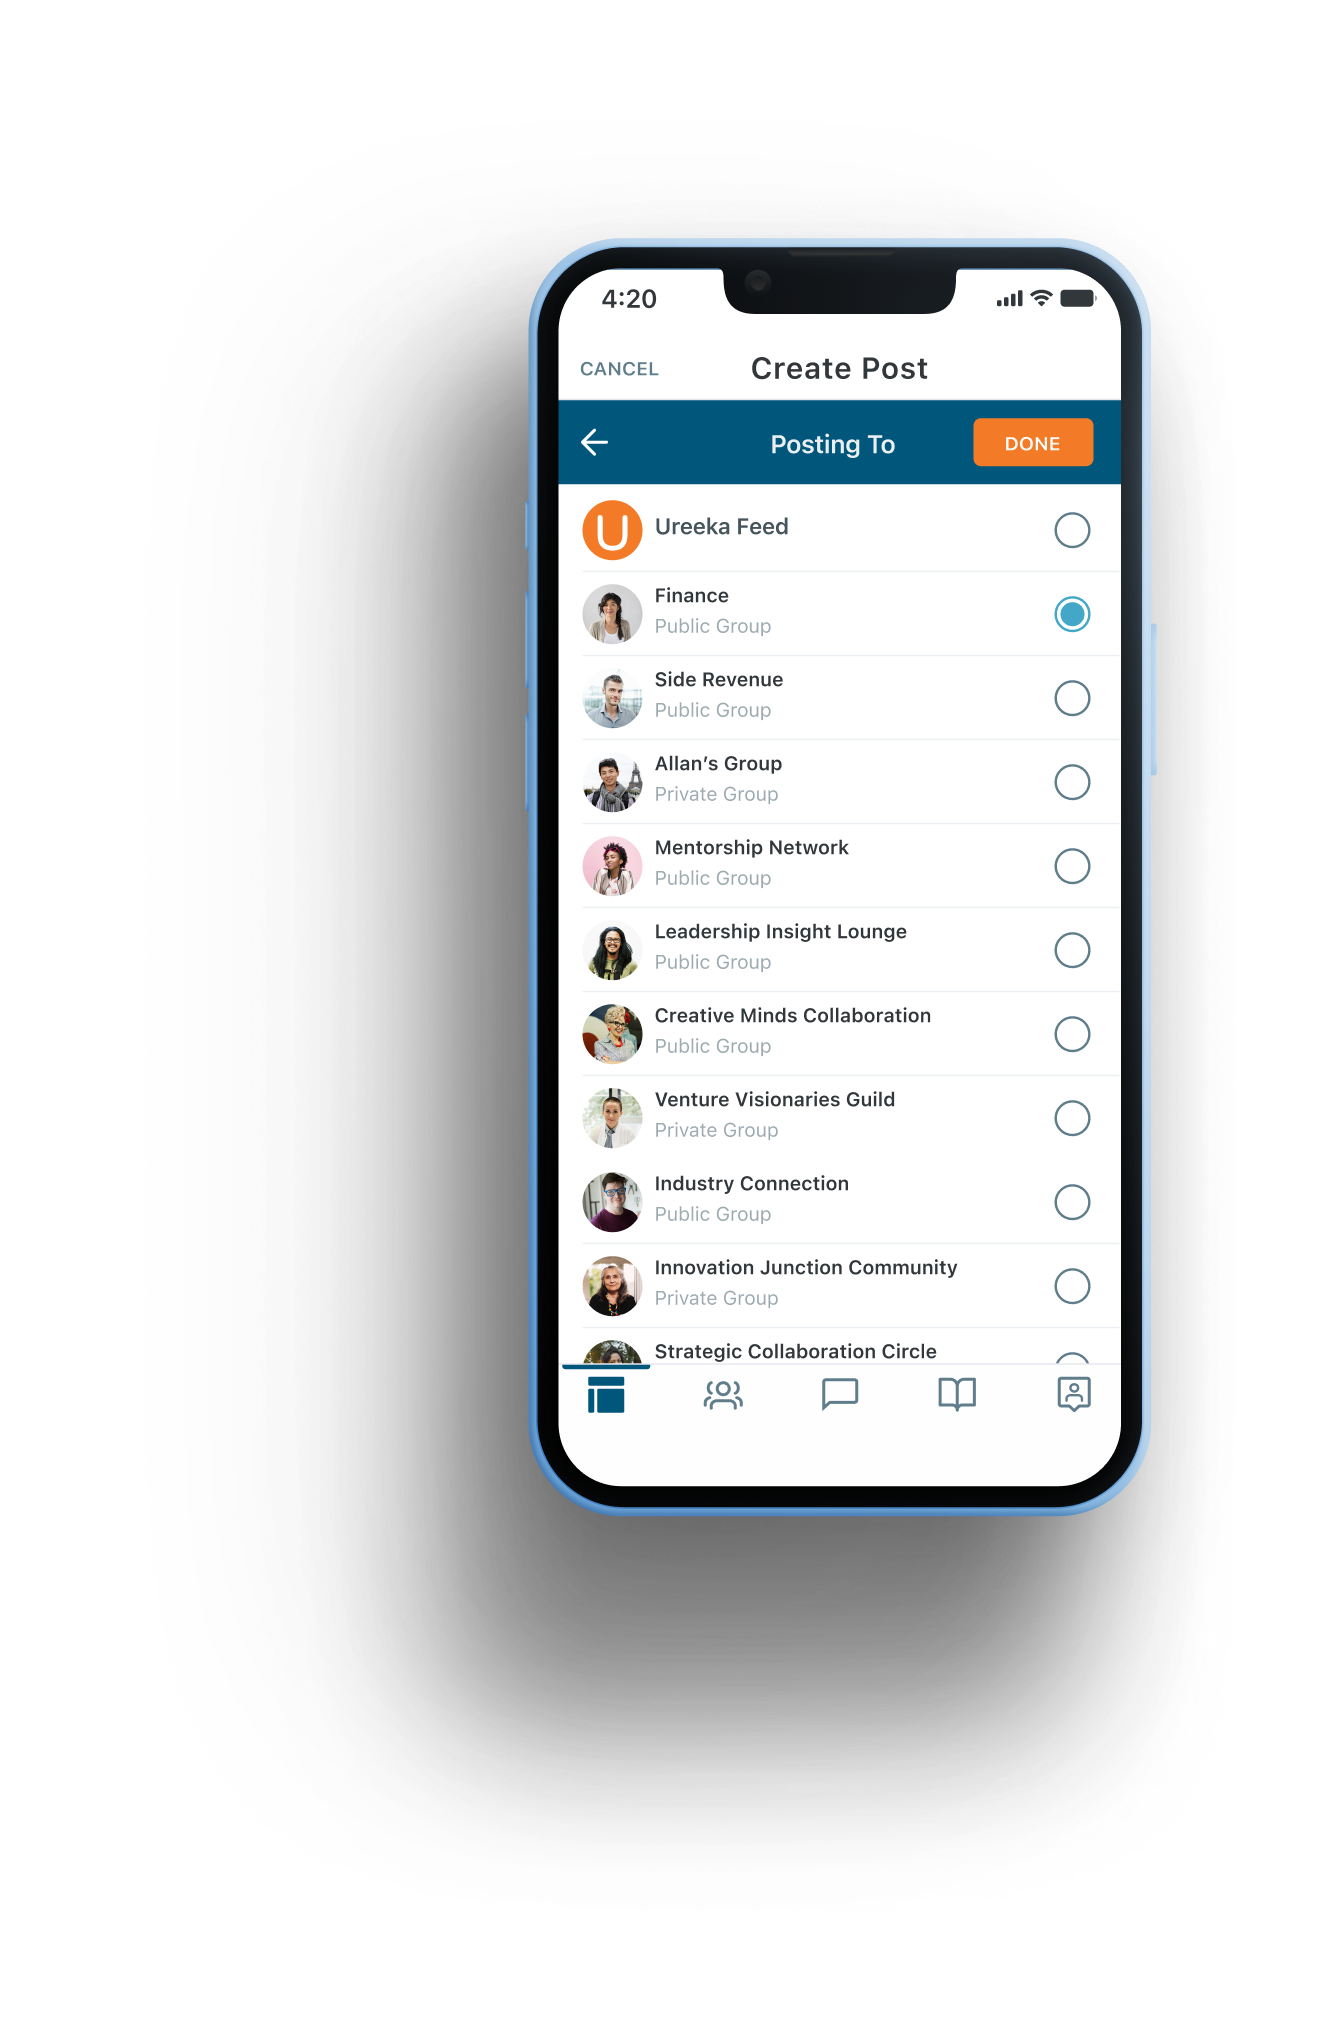 4:20
CANCEL Create Post
Posting To DONE
U Ureeka Feed
Finance
Public Group
Side Revenue
Public Group
Allan's Group
Private Group
Mentorship Network
Public Group
Leadership Insight Lounge
Public Group
Creative Minds Collaboration
Public Group
Venture Visionaries Guild
Private Group
Industry Connection
Public Group
Innovation Junction Community
Private Group
Strategic Collaboration Circle